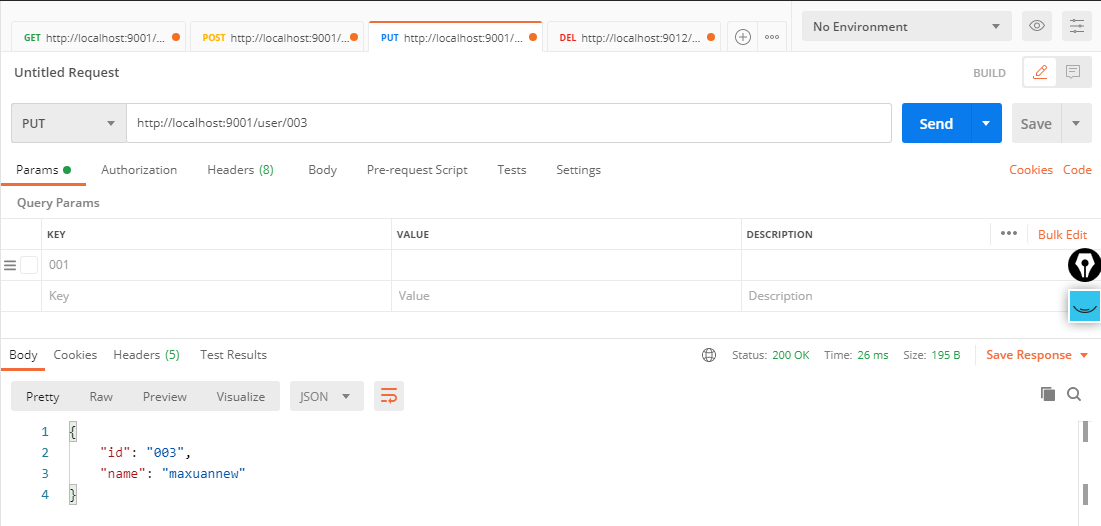 GET http://localhost:9001/... POST http://localhost:9001/... PUT http://localhost:9001/... DEL http://localhost:9012/... No Environment
Untitled Request BUILD
PUT http://localhost:9001/user/003 Send Save
Params Authorization Headers (8) Body Pre-request Script Tests Settings Cookies Code
Query Params
KEY VALUE DESCRIPTION Bulk Edit
001
Key Value Description
Body Cookies Headers (5) Test Results Status: 200 OK Time: 26 ms Size: 195 B Save Response
Pretty Raw Preview Visualize JSON
1 {
2 "id": "003",
3 "name": "maxuannew"
4 }